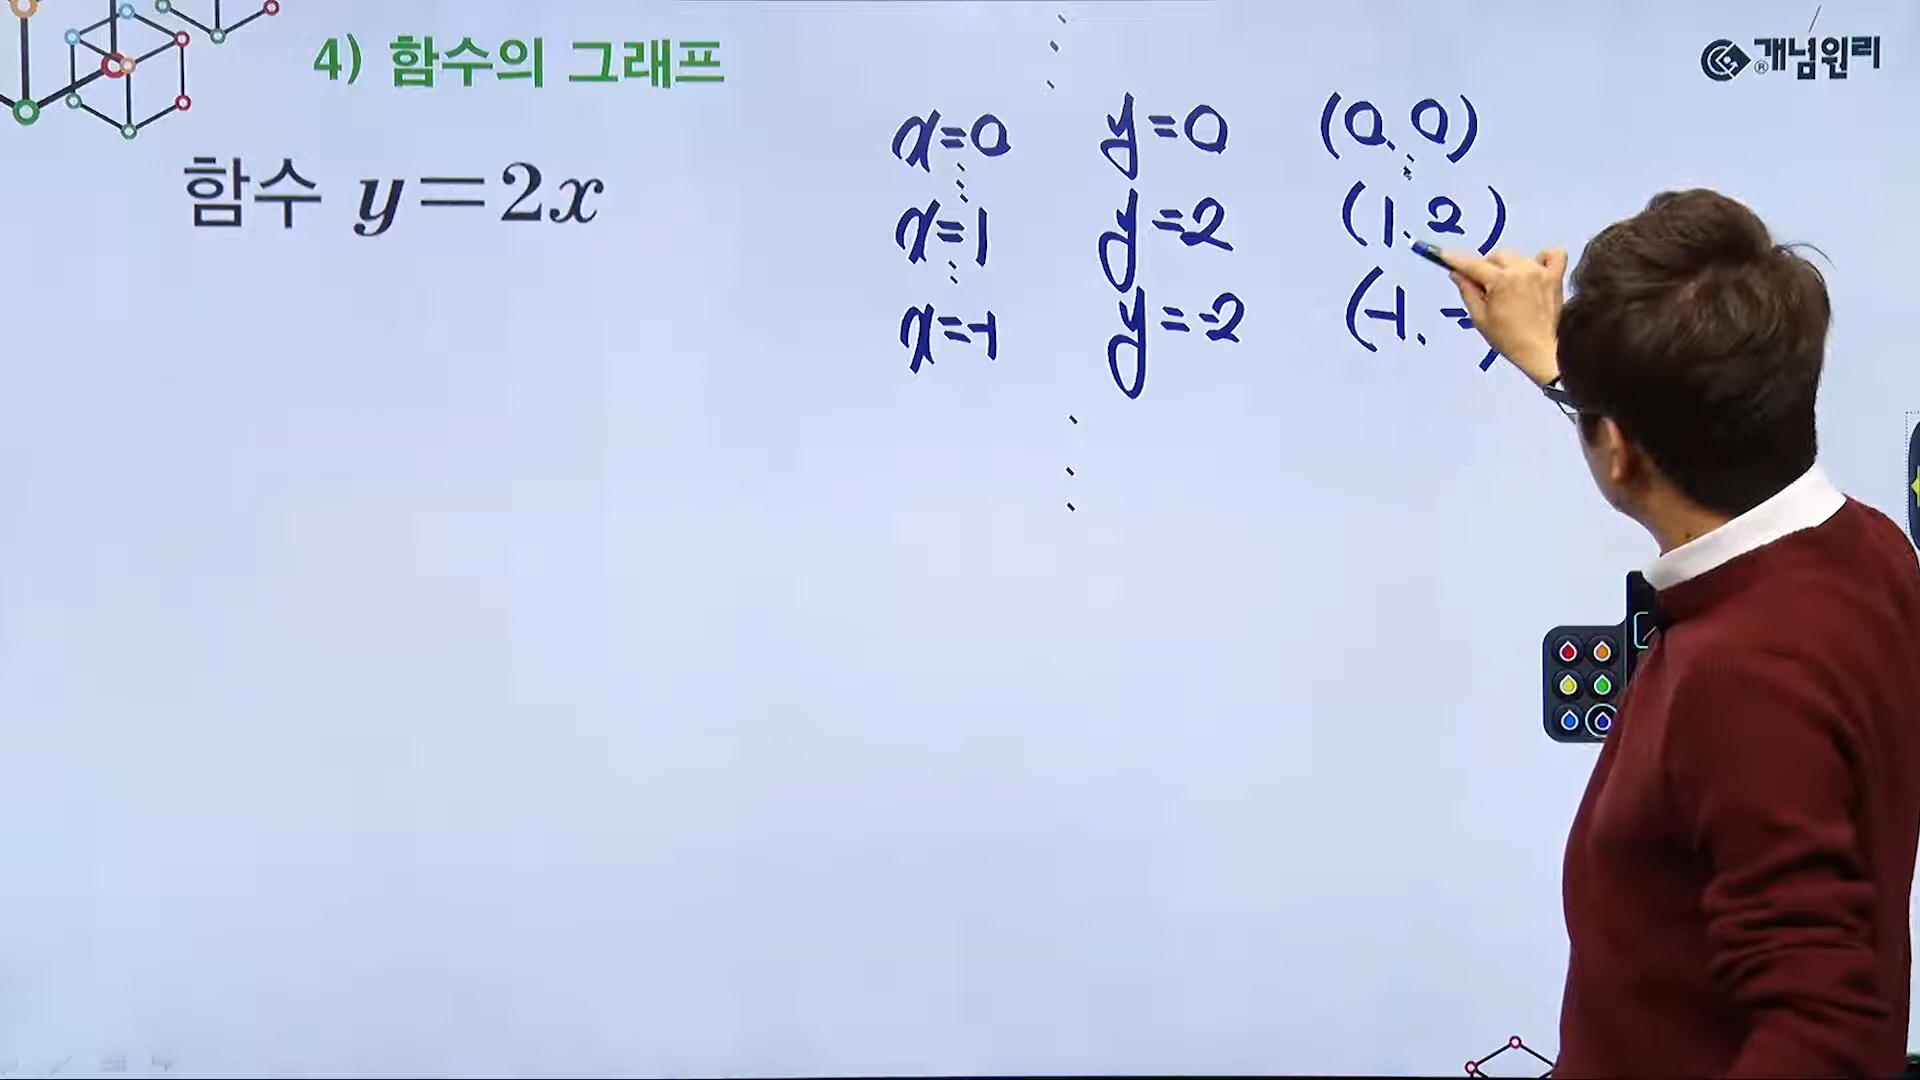 4) 함수의 그래프
개념원리
함수 y=2x
x=0 y=0 (0, 0)
x=1 y=2 (1, 2)
x=-1 y=-2 (-1, -